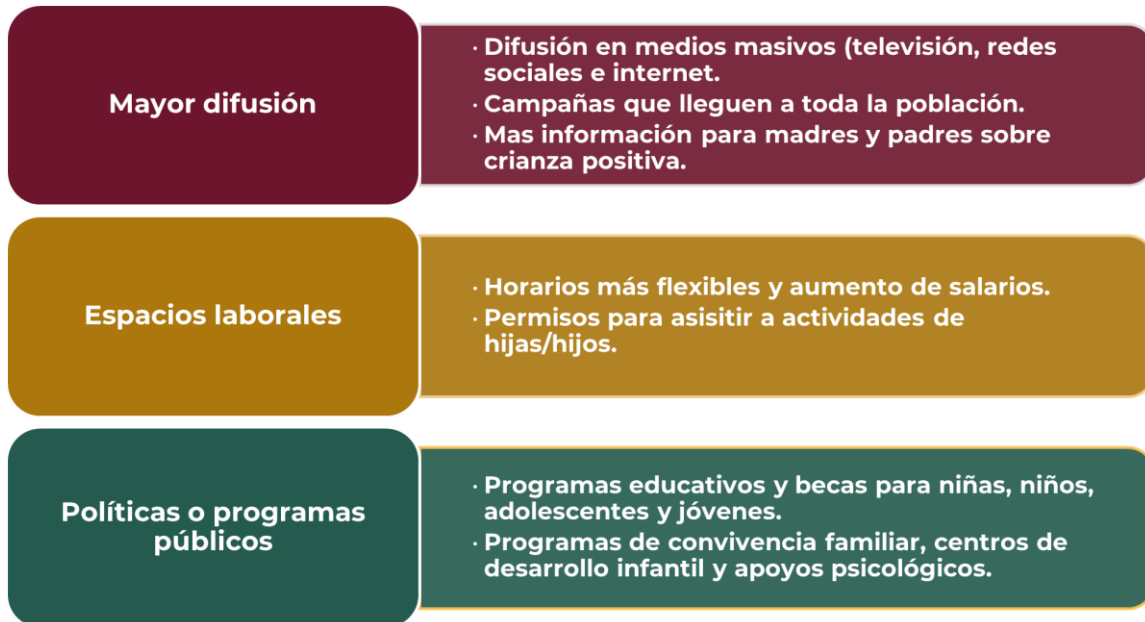 Mayor difusión
· Difusión en medios masivos (televisión, redes
sociales e internet.
· Campañas que lleguen a toda la población.
· Mas información para madres y padres sobre
crianza positiva.
Espacios laborales
· Horarios más flexibles y aumento de salarios.
· Permisos para asisitir a actividades de
hijas/hijos.
Políticas o programas
públicos
· Programas educativos y becas para niñas, niños,
adolescentes y jóvenes.
· Programas de convivencia familiar, centros de
desarrollo infantil y apoyos psicológicos.